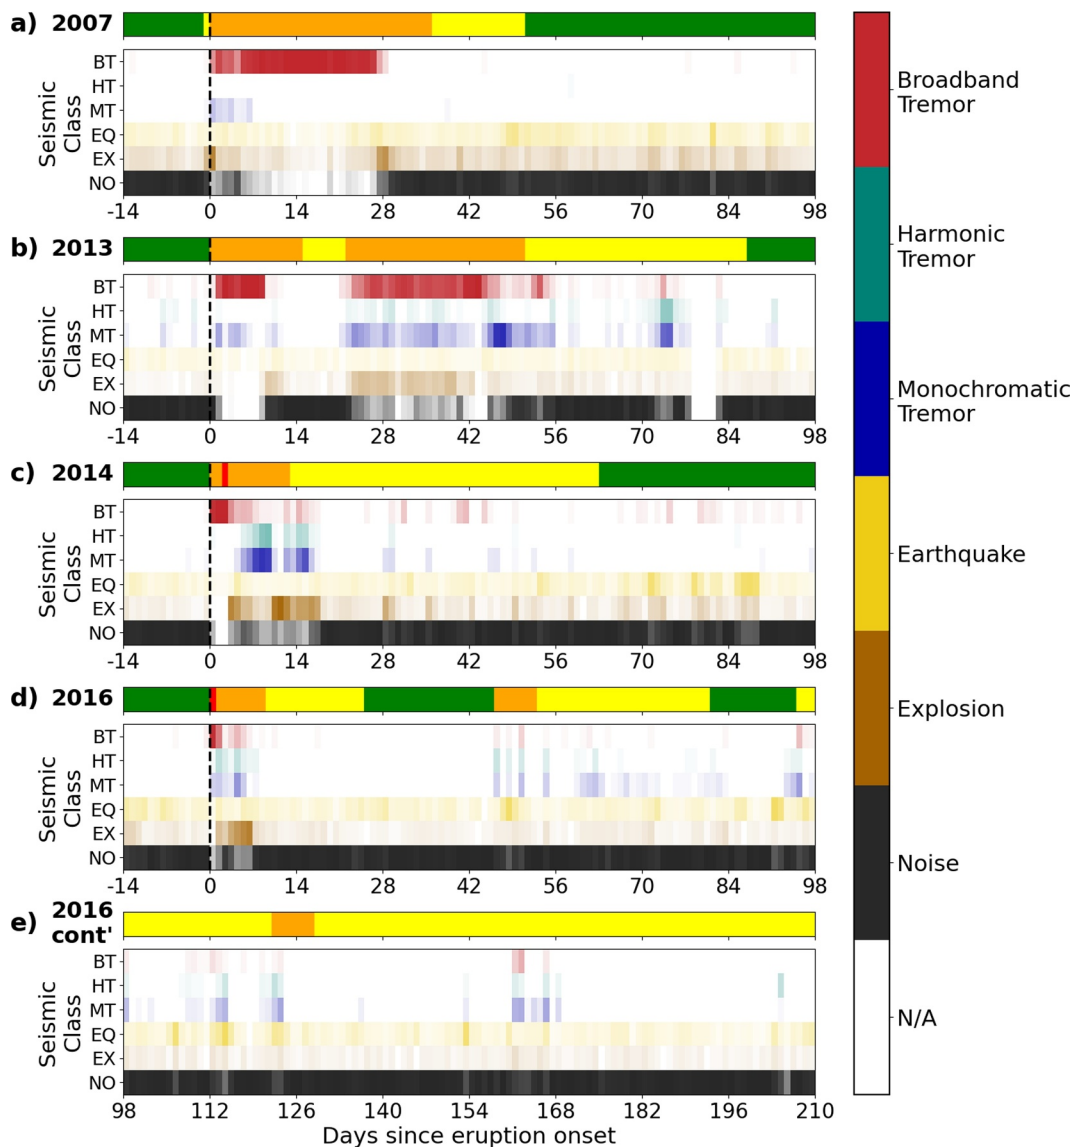 a) 2007
Seismic
Class
BT
HT
MT
EQ
EX
NO
-14 0 14 28 42 56 70 84 98
b) 2013
Seismic
Class
BT
HT
MT
EQ
EX
NO
-14 0 14 28 42 56 70 84 98
c) 2014
Seismic
Class
BT
HT
MT
EQ
EX
NO
-14 0 14 28 42 56 70 84 98
d) 2016
Seismic
Class
BT
HT
MT
EQ
EX
NO
-14 0 14 28 42 56 70 84 98
e) 2016
cont'
Seismic
Class
BT
HT
MT
EQ
EX
NO
98 112 126 140 154 168 182 196 210
Days since eruption onset
Broadband
Tremor
Harmonic
Tremor
Monochromatic
Tremor
Earthquake
Explosion
Noise
N/A